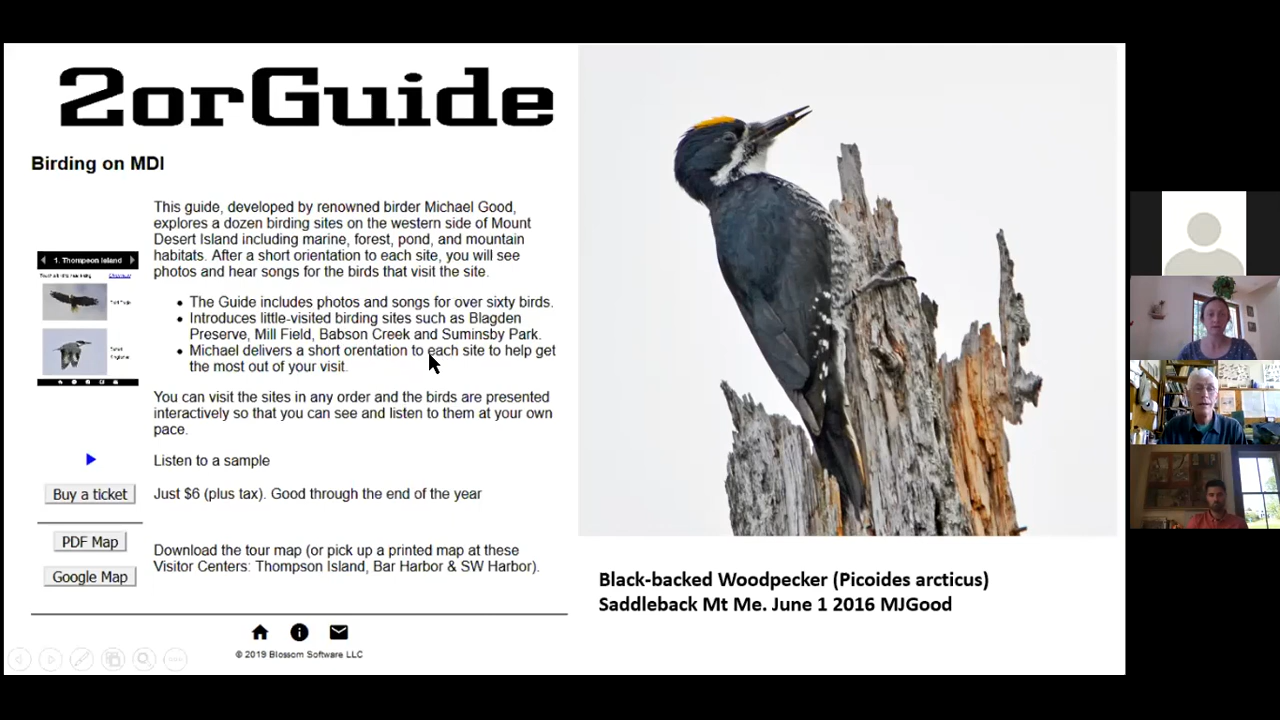 2orGuide
Birding on MDI
This guide, developed by renowned birder Michael Good,
explores a dozen birding sites on the western side of Mount
Desert Island including marine, forest, pond, and mountain
habitats. After a short orientation to each site, you will see
photos and hear songs for the birds that visit the site.
1. Thompson Island
• The Guide includes photos and songs for over sixty birds.
• Introduces little-visited birding sites such as Blagden
Preserve, Mill Field, Babson Creek and Suminsby Park.
• Michael delivers a short orentation to each site to help get
the most out of your visit.
You can visit the sites in any order and the birds are presented
interactively so that you can see and listen to them at your own
pace.
Listen to a sample
Buy a ticket
Just $6 (plus tax). Good through the end of the year
PDF Map
Google Map
Download the tour map (or pick up a printed map at these
Visitor Centers: Thompson Island, Bar Harbor & SW Harbor).
© 2019 Blossom Software LLC
Black-backed Woodpecker (Picoides arcticus)
Saddleback Mt Me. June 1 2016 MJGood